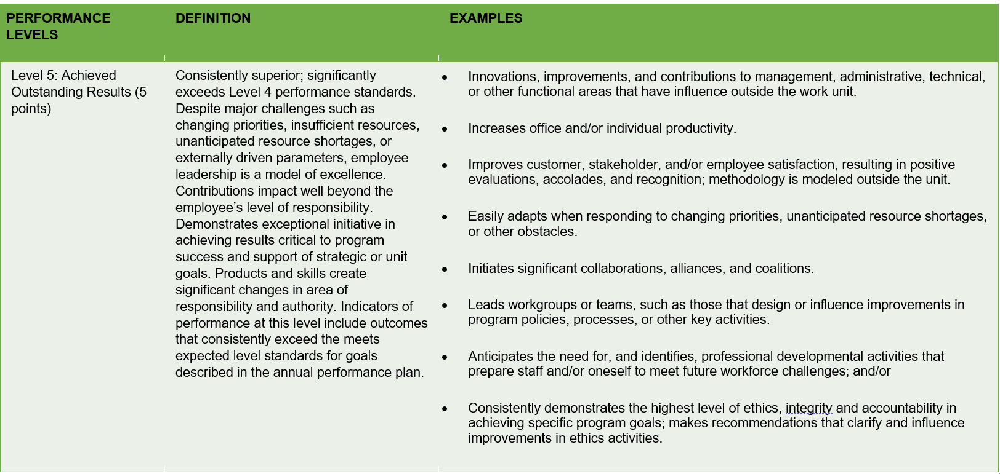 PERFORMANCE
LEVELS
DEFINITION
EXAMPLES
Level 5: Achieved
Outstanding Results (5
points)
Consistently superior; significantly
exceeds Level 4 performance standards.
Despite major challenges such as
changing priorities, insufficient resources,
unanticipated resource shortages, or
externally driven parameters, employee
leadership is a model of excellence.
Contributions impact well beyond the
employee’s level of responsibility.
Demonstrates exceptional initiative in
achieving results critical to program
success and support of strategic or unit
goals. Products and skills create
significant changes in area of
responsibility and authority. Indicators of
performance at this level include outcomes
that consistently exceed the meets
expected level standards for goals
described in the annual performance plan.
• Innovations, improvements, and contributions to management, administrative, technical,
or other functional areas that have influence outside the work unit.
• Increases office and/or individual productivity.
• Improves customer, stakeholder, and/or employee satisfaction, resulting in positive
evaluations, accolades, and recognition; methodology is modeled outside the unit.
• Easily adapts when responding to changing priorities, unanticipated resource shortages,
or other obstacles.
• Initiates significant collaborations, alliances, and coalitions.
• Leads workgroups or teams, such as those that design or influence improvements in
program policies, processes, or other key activities.
• Anticipates the need for, and identifies, professional developmental activities that
prepare staff and/or oneself to meet future workforce challenges; and/or
• Consistently demonstrates the highest level of ethics, integrity and accountability in
achieving specific program goals; makes recommendations that clarify and influence
improvements in ethics activities.